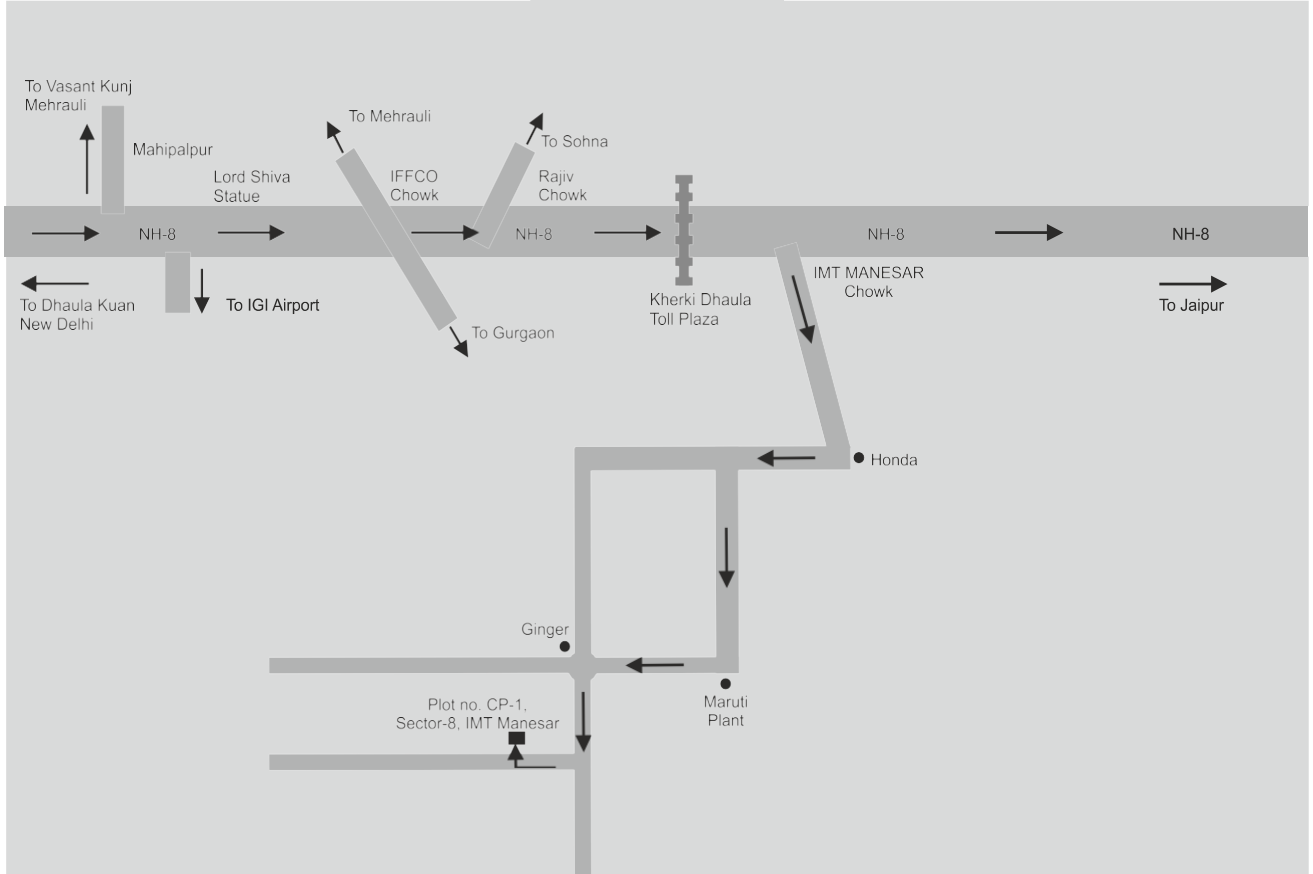 To Vasant Kunj
Mehrauli
To Mehrauli
To Sohna
Mahipalpur
Lord Shiva
Statue
IFFCO
Chowk
Rajiv
Chowk
NH-8
NH-8
NH-8
NH-8
To Dhaula Kuan
New Delhi
To IGI Airport
To Gurgaon
Kherki Dhaula
Toll Plaza
IMT MANESAR
Chowk
To Jaipur
Honda
Ginger
Maruti
Plant
Plot no. CP-1,
Sector-8, IMT Manesar